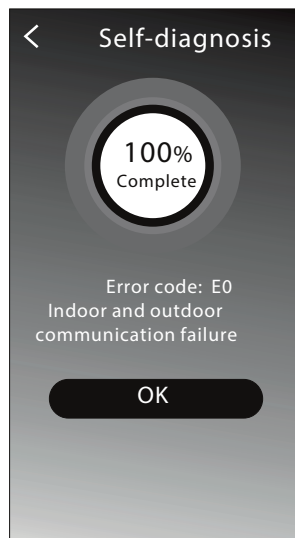 Self-diagnosis
100%
Complete
Error code: E0
Indoor and outdoor
communication failure
OK